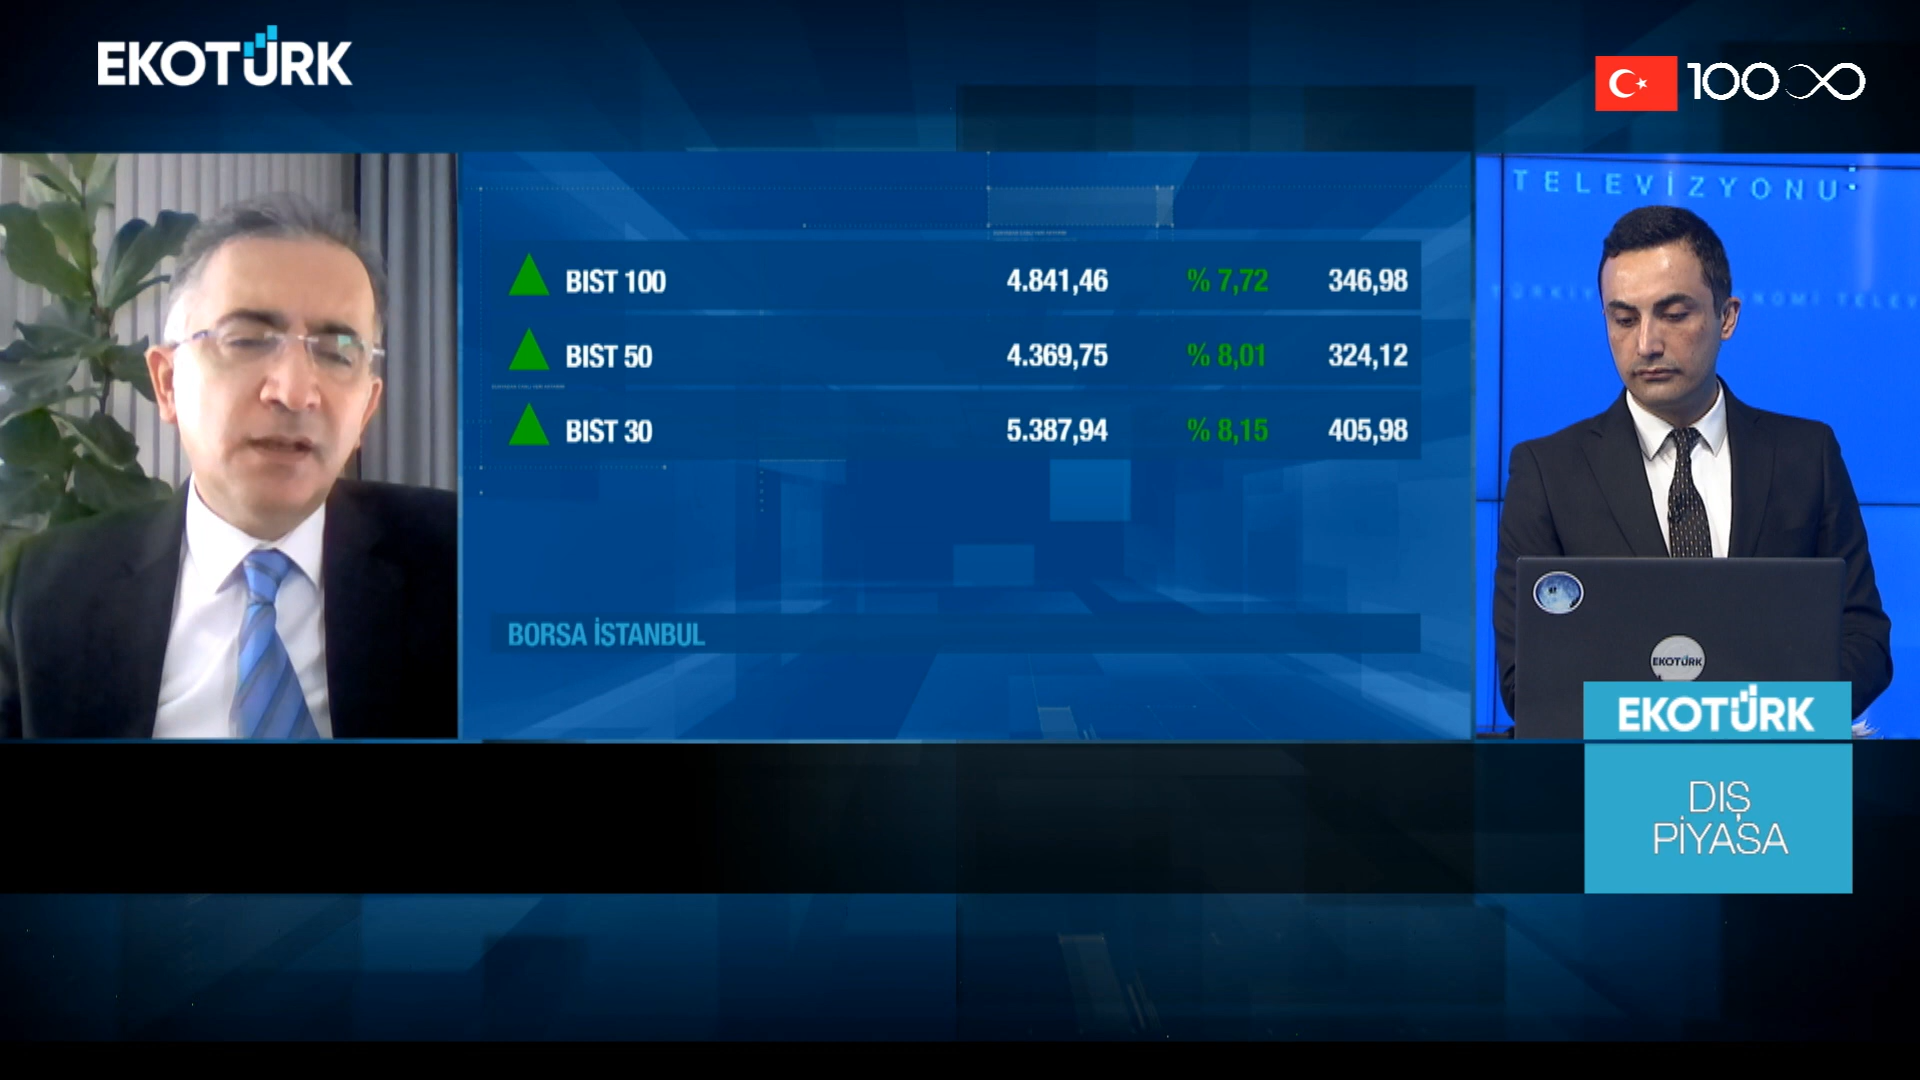 EKOTÜRK
100
TELEVİZYONU
BIST 100 4.841,46 % 7,72 346,98
BIST 50 4.369,75 % 8,01 324,12
BIST 30 5.387,94 % 8,15 405,98
BORSA İSTANBUL
EKOTÜRK
EKOTÜRK
DIŞ
PİYASA